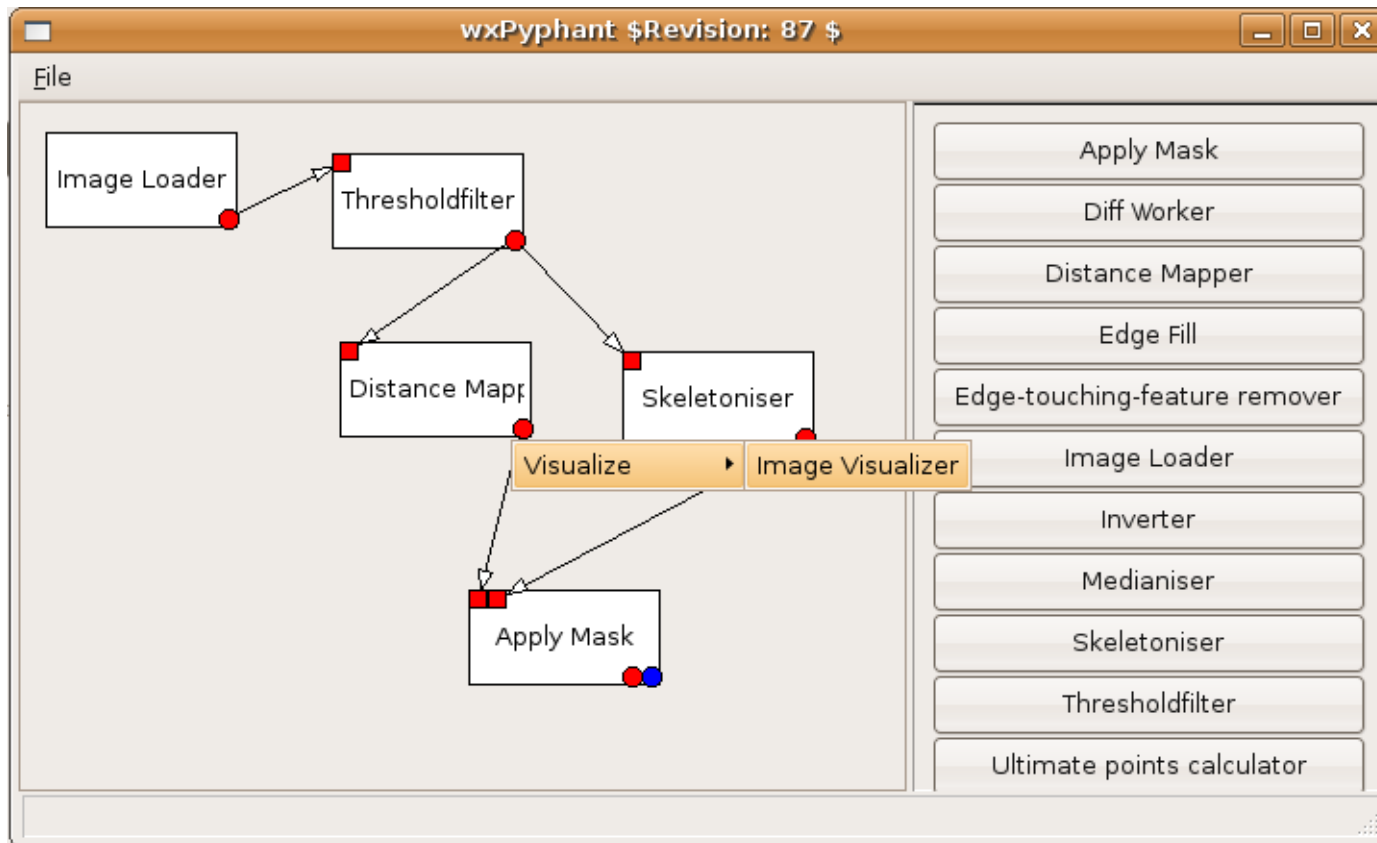 wxPyphant $Revision: 87 $
File
Image Loader
Thresholdfilter
Distance Mapp
Skeletoniser
Visualize
Image Visualizer
Apply Mask
Apply Mask
Diff Worker
Distance Mapper
Edge Fill
Edge-touching-feature remover
Image Loader
Inverter
Medianiser
Skeletoniser
Thresholdfilter
Ultimate points calculator